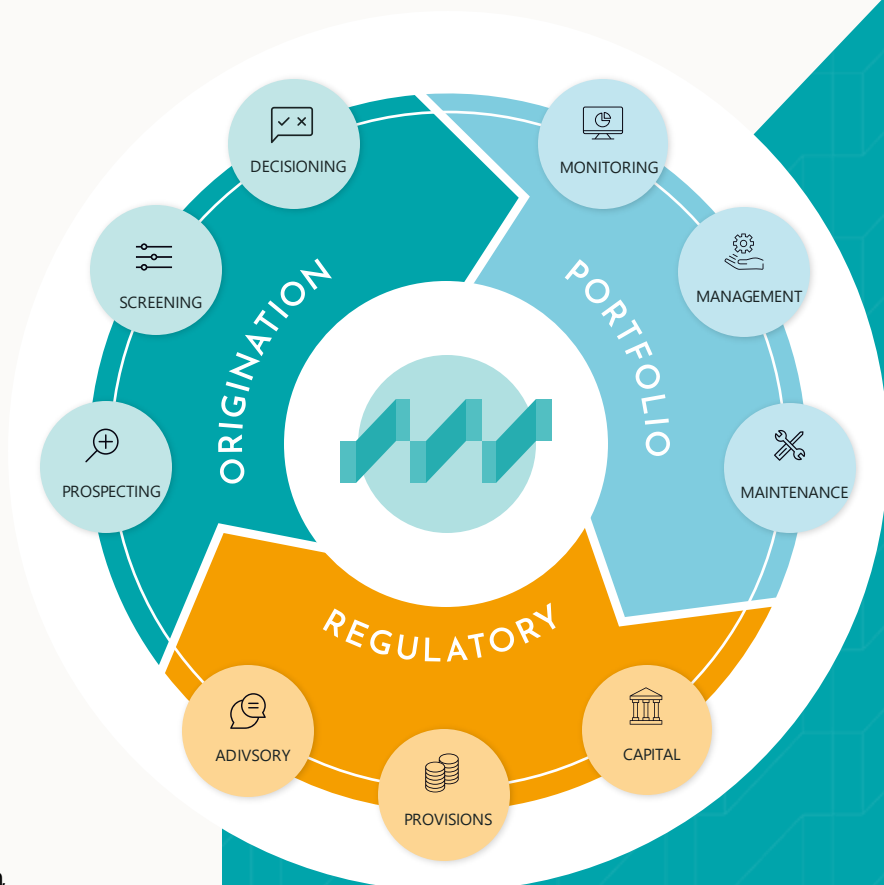 DECISIONING
MONITORING
SCREENING
MANAGEMENT
PROSPECTING
MAINTENANCE
ORIGINATION
PORTFOLIO
REGULATORY
ADIVSORY
PROVISIONS
CAPITAL